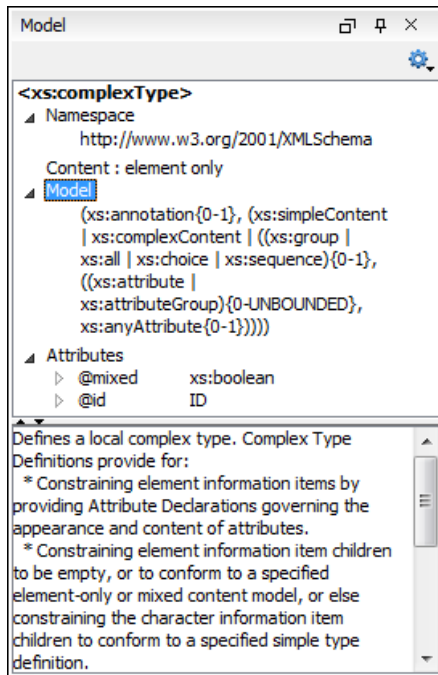 Model
<xs:complexType>
Namespace
http://www.w3.org/2001/XMLSchema
Content : element only
Model
(xs:annotation{0-1}, (xs:simpleContent
| xs:complexContent | ((xs:group |
xs:all | xs:choice | xs:sequence){0-1},
((xs:attribute |
xs:attributeGroup){0-UNBOUNDED},
xs:anyAttribute{0-1}))))
Attributes
@mixed xs:boolean
@id ID
Defines a local complex type. Complex Type
Definitions provide for:
* Constraining element information items by
providing Attribute Declarations governing the
appearance and content of attributes.
* Constraining element information item children
to be empty, or to conform to a specified
element-only or mixed content model, or else
constraining the character information item
children to conform to a specified simple type
definition.